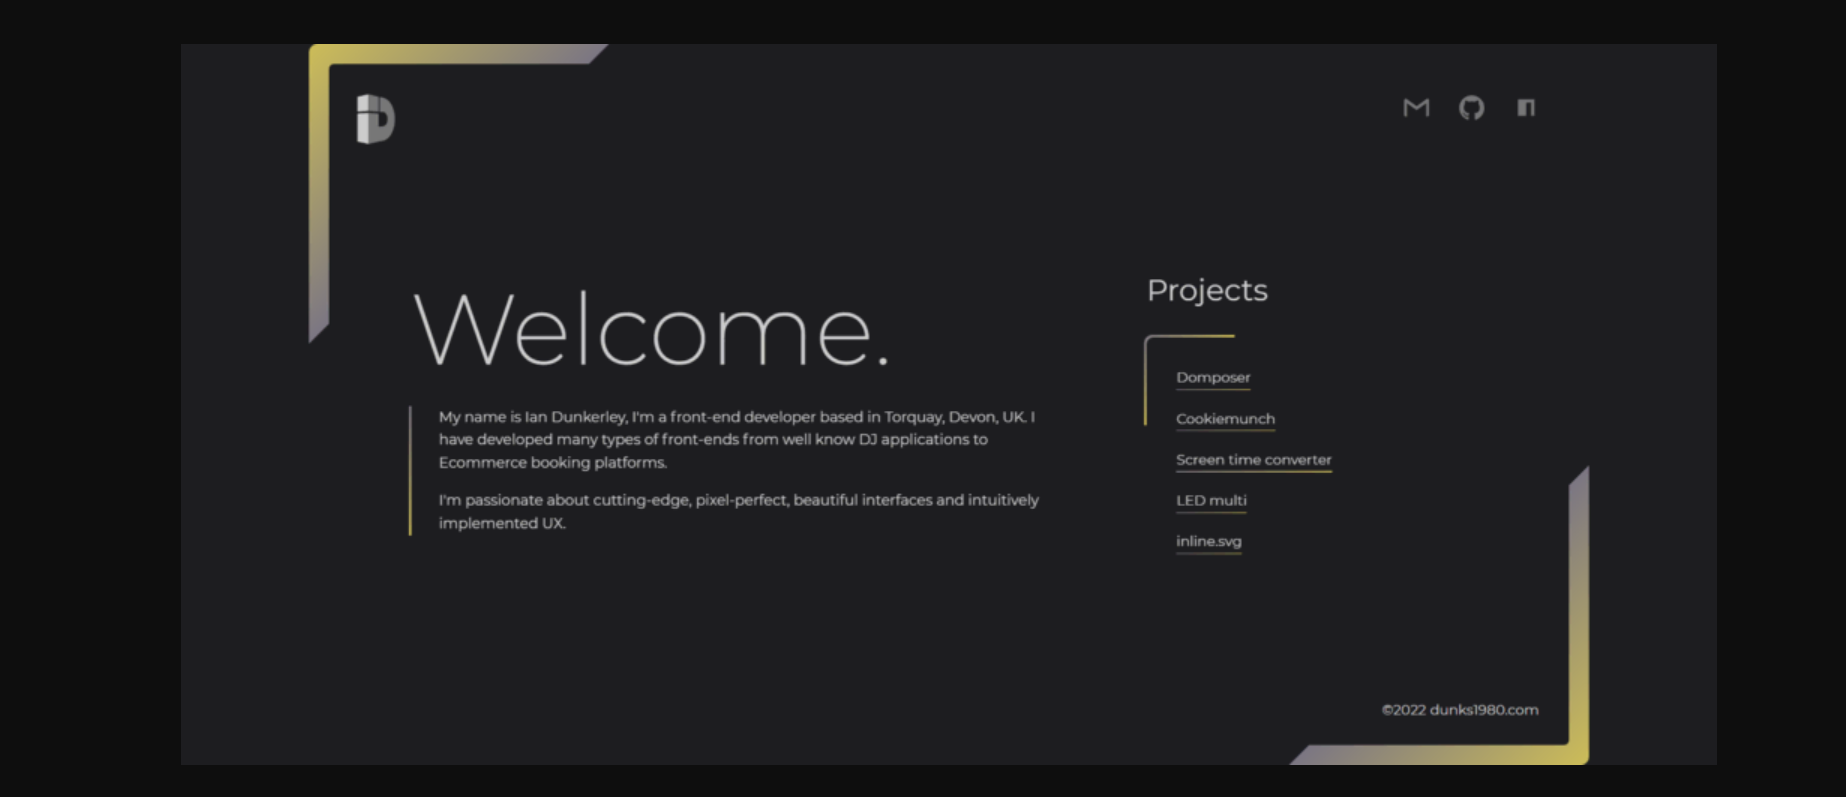 Welcome.
My name is Ian Dunkerley, I'm a front-end developer based in Torquay, Devon, UK. I
have developed many types of front-ends from well know DJ applications to
Ecommerce booking platforms.
I'm passionate about cutting-edge, pixel-perfect, beautiful interfaces and intuitively
implemented UX.
Projects
Domposer
Cookiemunch
Screen time converter
LED multi
inline.svg
©2022 dunks1980.com